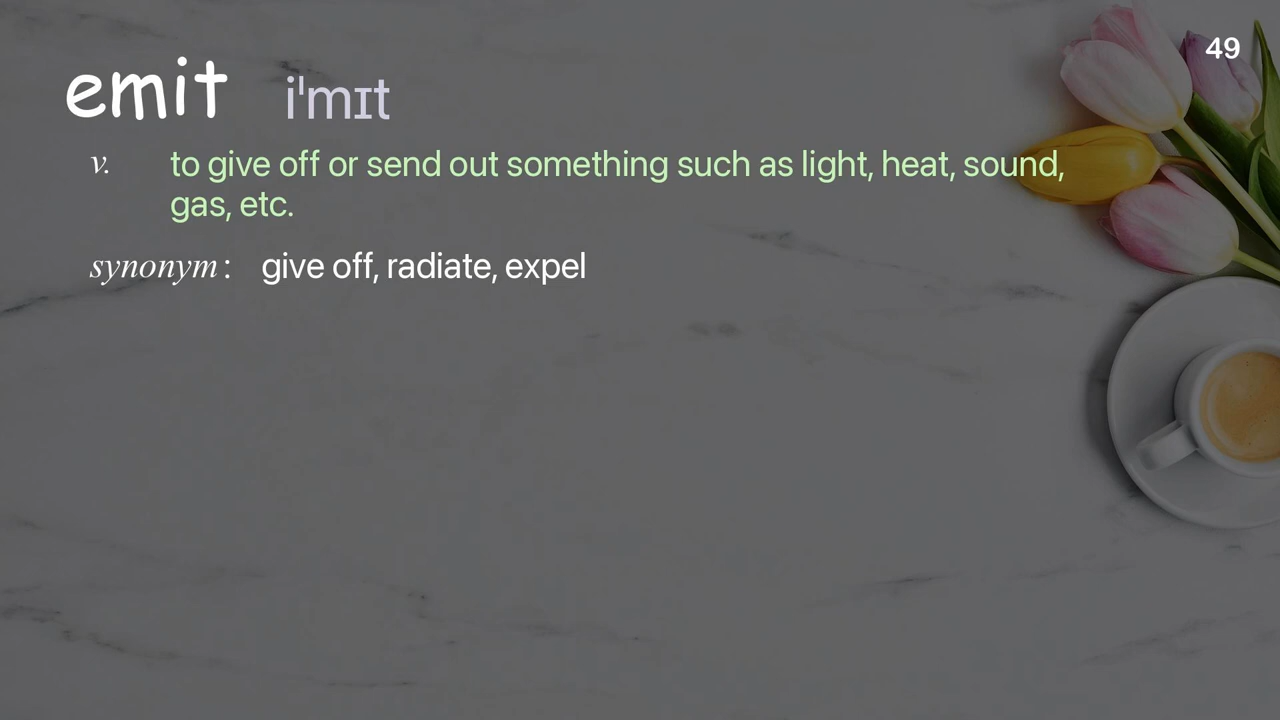 49
emit iˈmɪt
v. to give off or send out something such as light, heat, sound,
gas, etc.
synonym : give off, radiate, expel